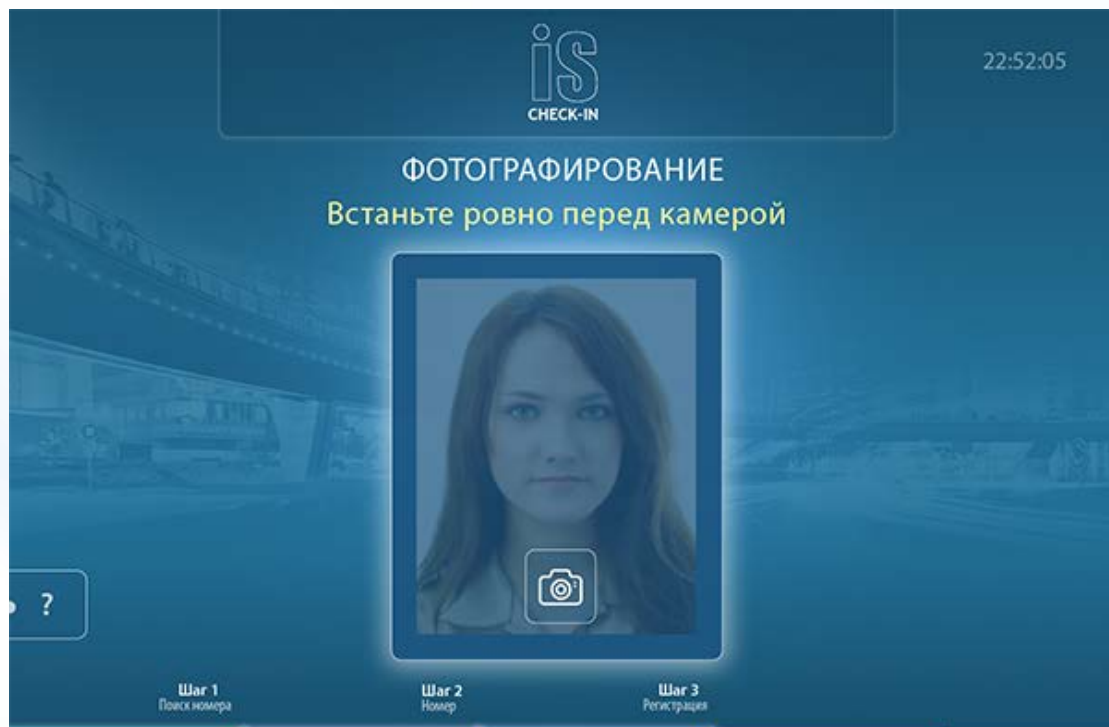 iS
CHECK-IN
22:52:05
ФОТОГРАФИРОВАНИЕ
Встаньте ровно перед камерой
?
Шаг 1
Поиск номера
Шаг 2
Номер
Шаг 3
Регистрация